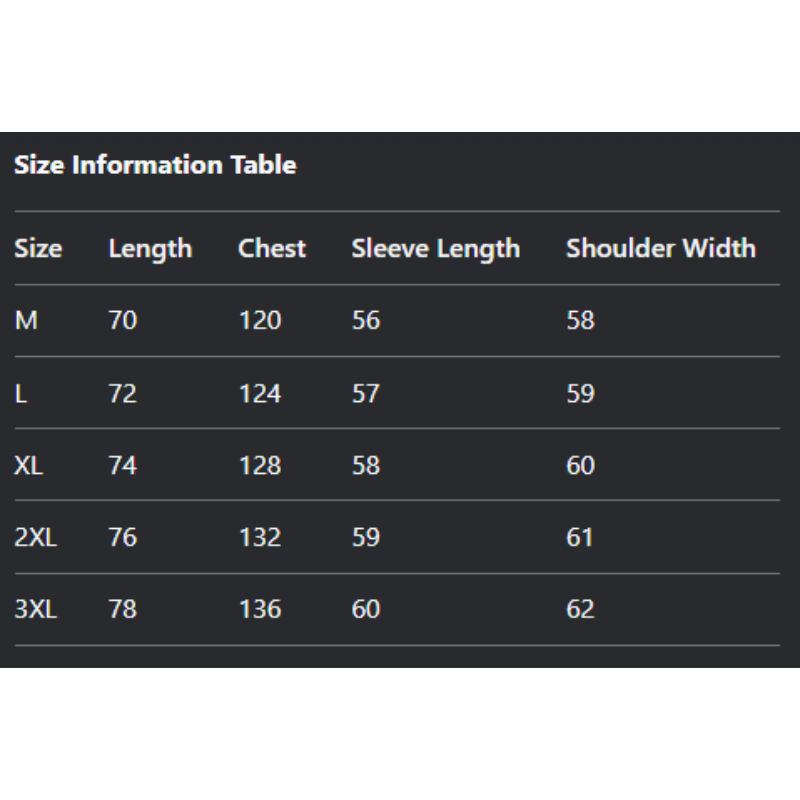 Size Information Table
Size Length Chest Sleeve Length Shoulder Width
M 70 120 56 58
L 72 124 57 59
XL 74 128 58 60
2XL 76 132 59 61
3XL 78 136 60 62